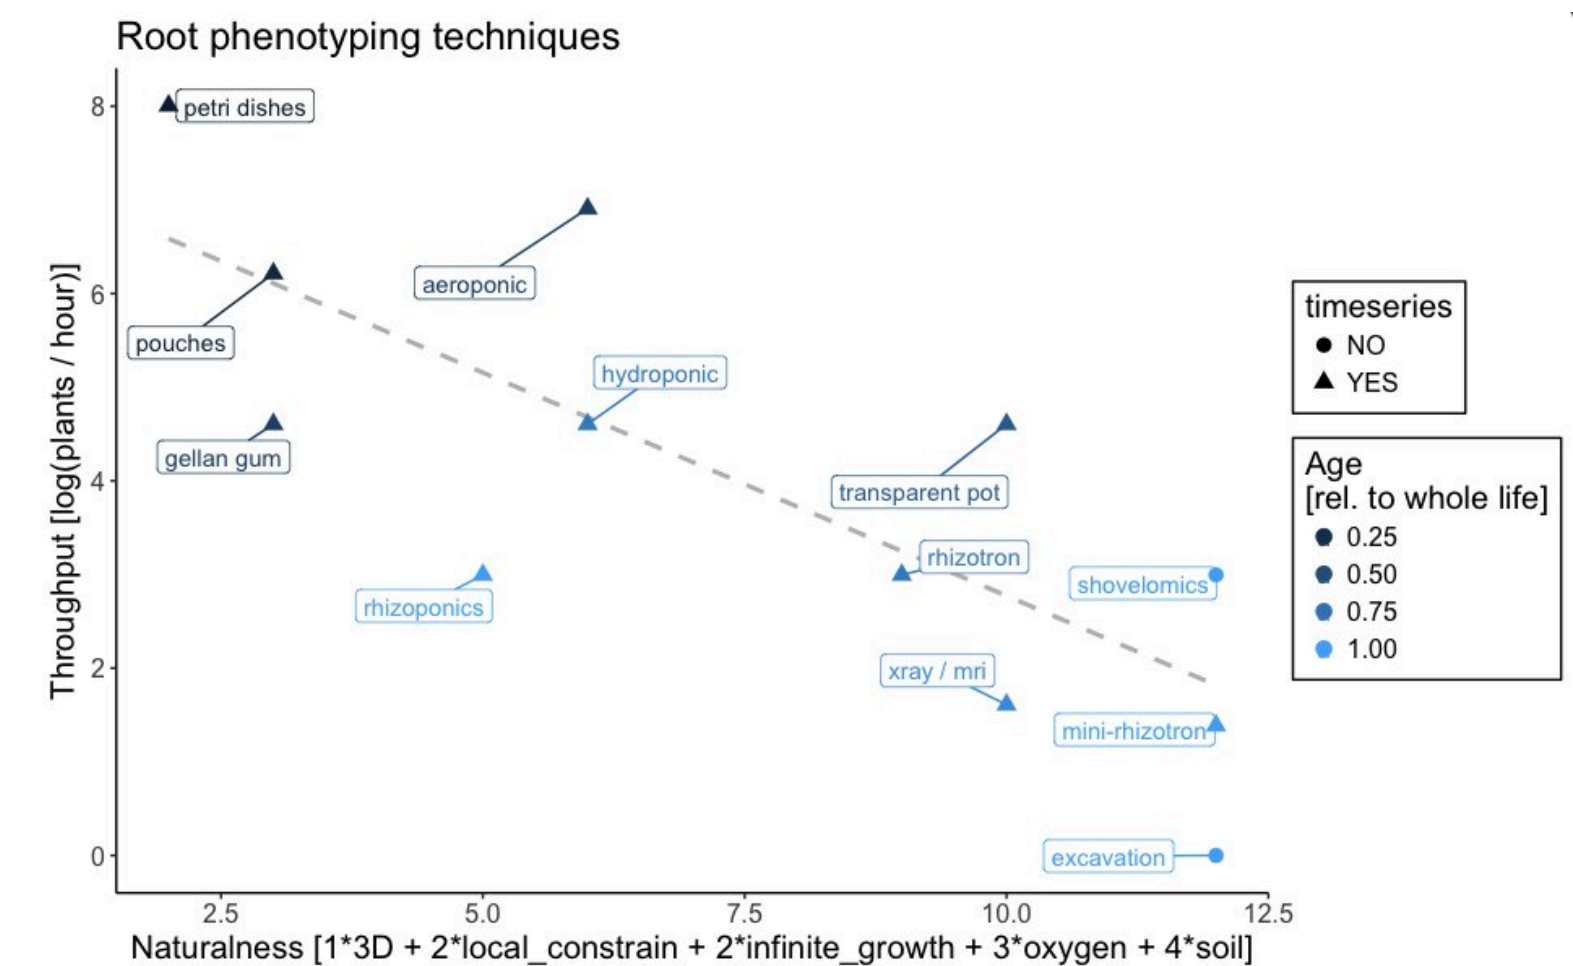 Root phenotyping techniques
Throughput [log(plants / hour)]
8
6
4
2
0
petri dishes
aeroponic
pouches
hydroponic
gellan gum
transparent pot
rhizotron
shovelomics
rhizoponics
xray / mri
mini-rhizotron
excavation
2.5 5.0 7.5 10.0 12.5
Naturalness [1*3D + 2*local_constrain + 2*infinite_growth + 3*oxygen + 4*soil]
timeseries
NO
YES
Age
[rel. to whole life]
0.25
0.50
0.75
1.00